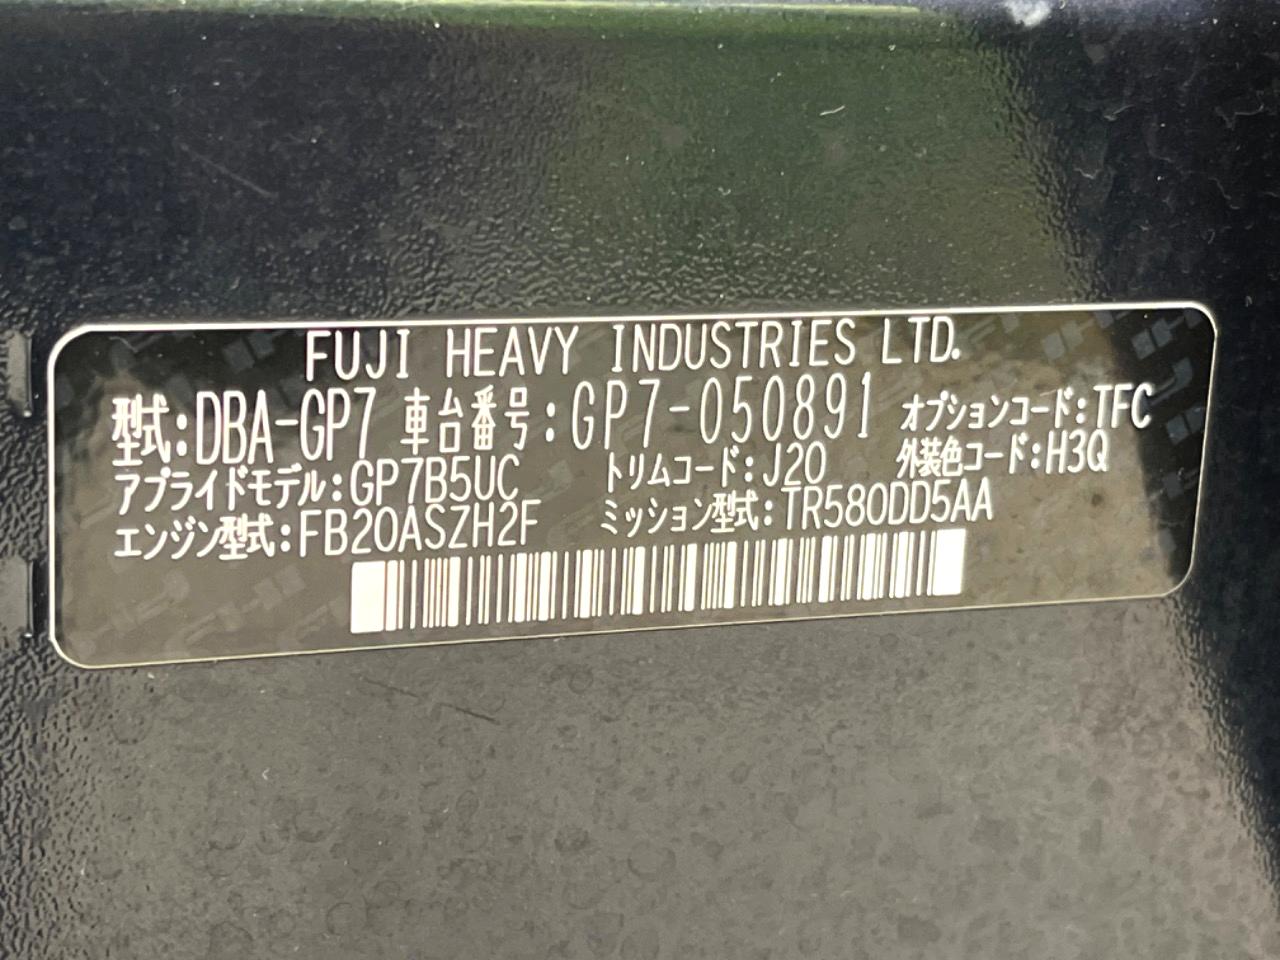 FUJI HEAVY INDUSTRIES LTD.
型式:DBA-GP7 車台番号:GP7-050891 オプションコード:TFC
アプライドモデル:GP7B5UC トリムコード:J20 外装色コード:H3Q
エンジン型式:FB20ASZH2F ミッション型式:TR580DD5AA